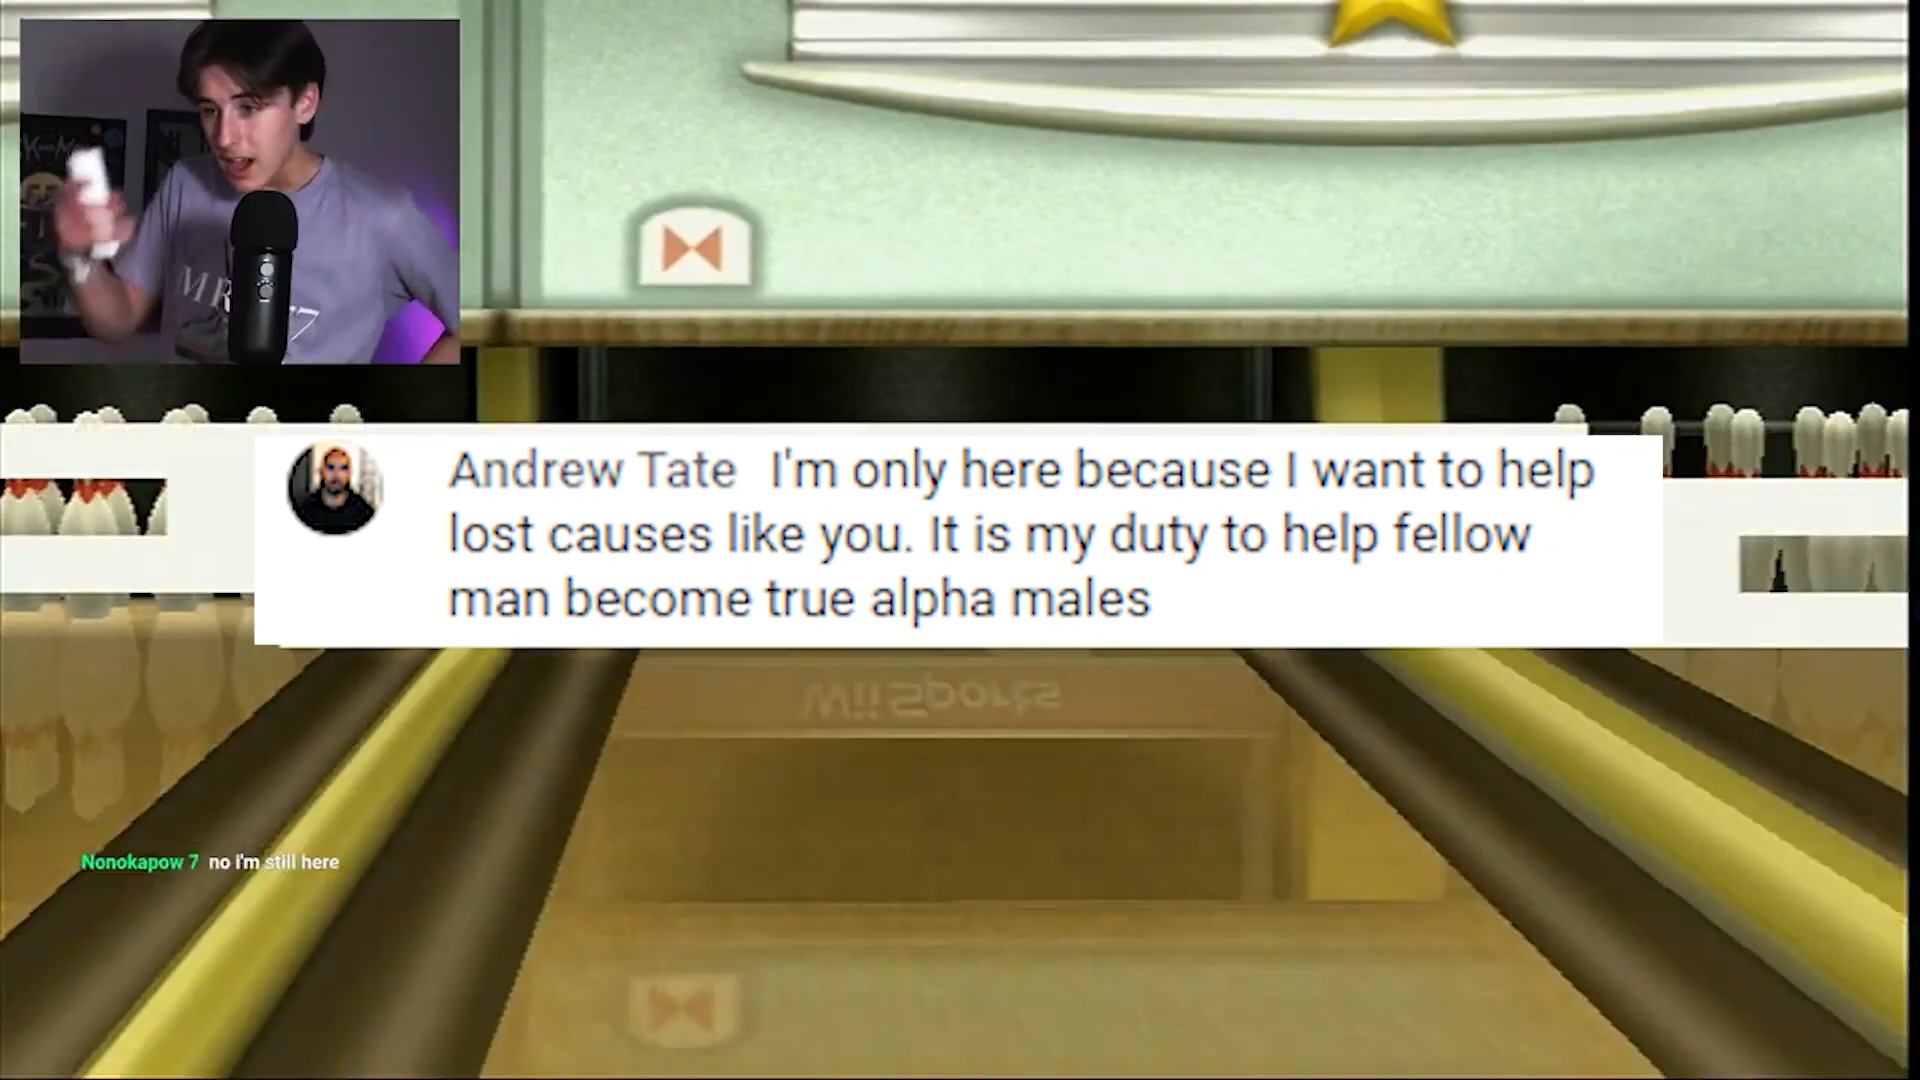 Andrew Tate I'm only here because I want to help
lost causes like you. It is my duty to help fellow
man become true alpha males
Wii Sports
Nonokapow 7 no i'm still here